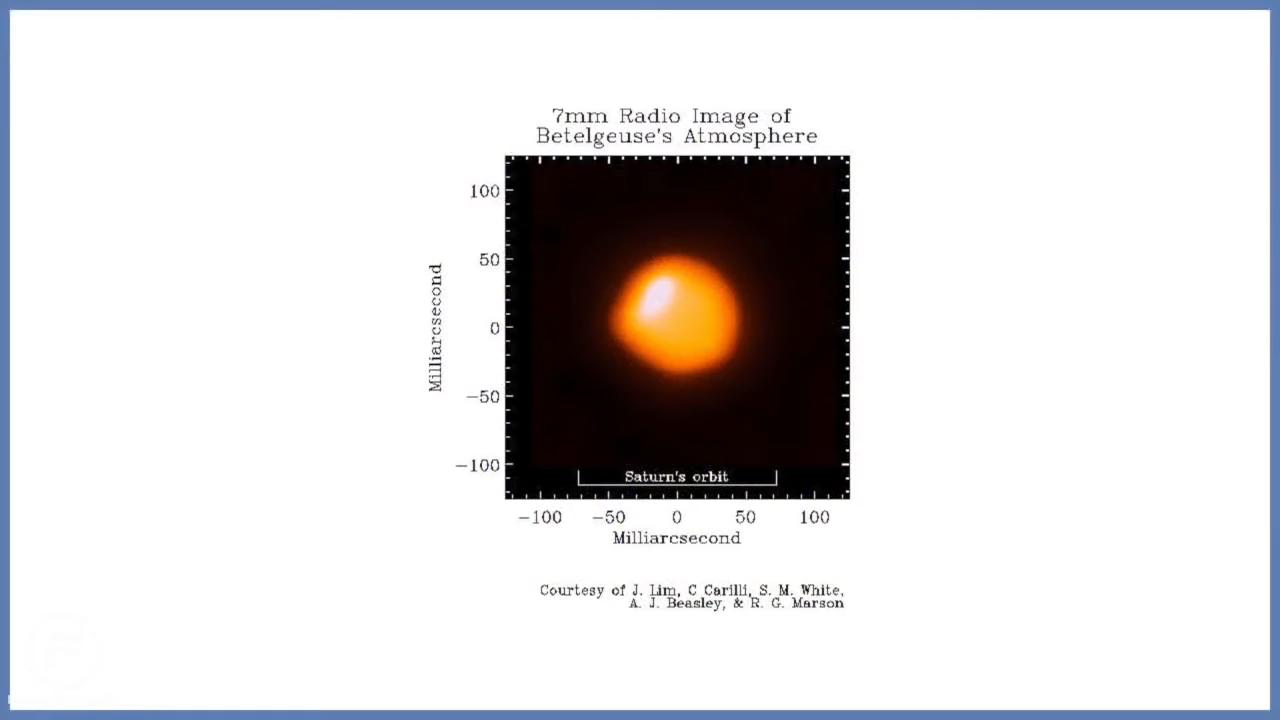 7mm Radio Image of
Betelgeuse's Atmosphere
100
50
0
−50
−100
Milliarcsecond
Saturn's orbit
−100 −50 0 50 100
Milliarcsecond
Courtesy of J. Lim, C Carilli, S. M. White,
A. J. Beasley, & R. G. Marson